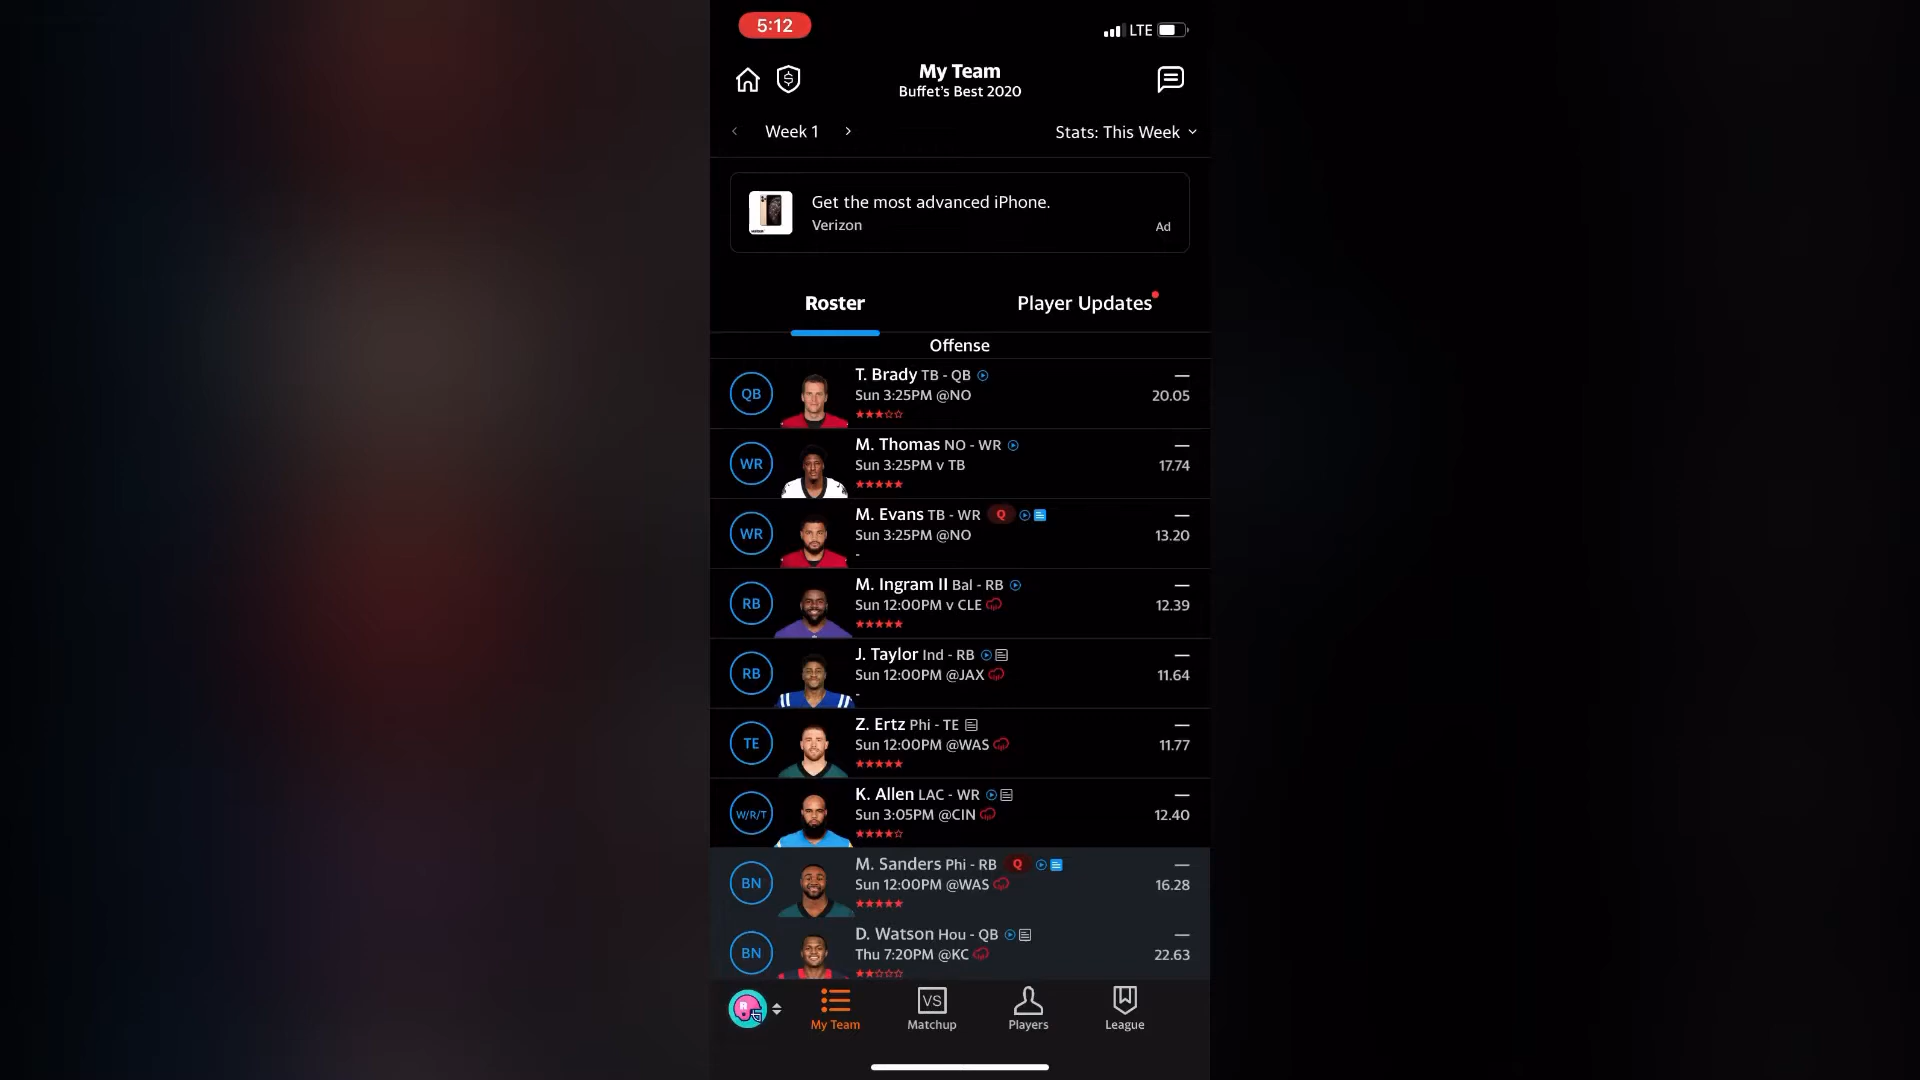 5:12
LTE
My Team
Buffet's Best 2020
Week 1
Stats: This Week
Get the most advanced iPhone.
Verizon
Ad
Roster
Player Updates
Offense
QB
T. Brady TB - QB
Sun 3:25PM @NO
—
20.05
WR
M. Thomas NO - WR
Sun 3:25PM v TB
—
17.74
WR
M. Evans TB - WR Q
Sun 3:25PM @NO
-
—
13.20
RB
M. Ingram II Bal - RB
Sun 12:00PM v CLE
—
12.39
RB
J. Taylor Ind - RB
Sun 12:00PM @JAX
-
—
11.64
TE
Z. Ertz Phi - TE
Sun 12:00PM @WAS
—
11.77
W/R/T
K. Allen LAC - WR
Sun 3:05PM @CIN
—
12.40
BN
M. Sanders Phi - RB Q
Sun 12:00PM @WAS
—
16.28
BN
D. Watson Hou - QB
Thu 7:20PM @KC
—
22.63
VS
My Team
Matchup
Players
League